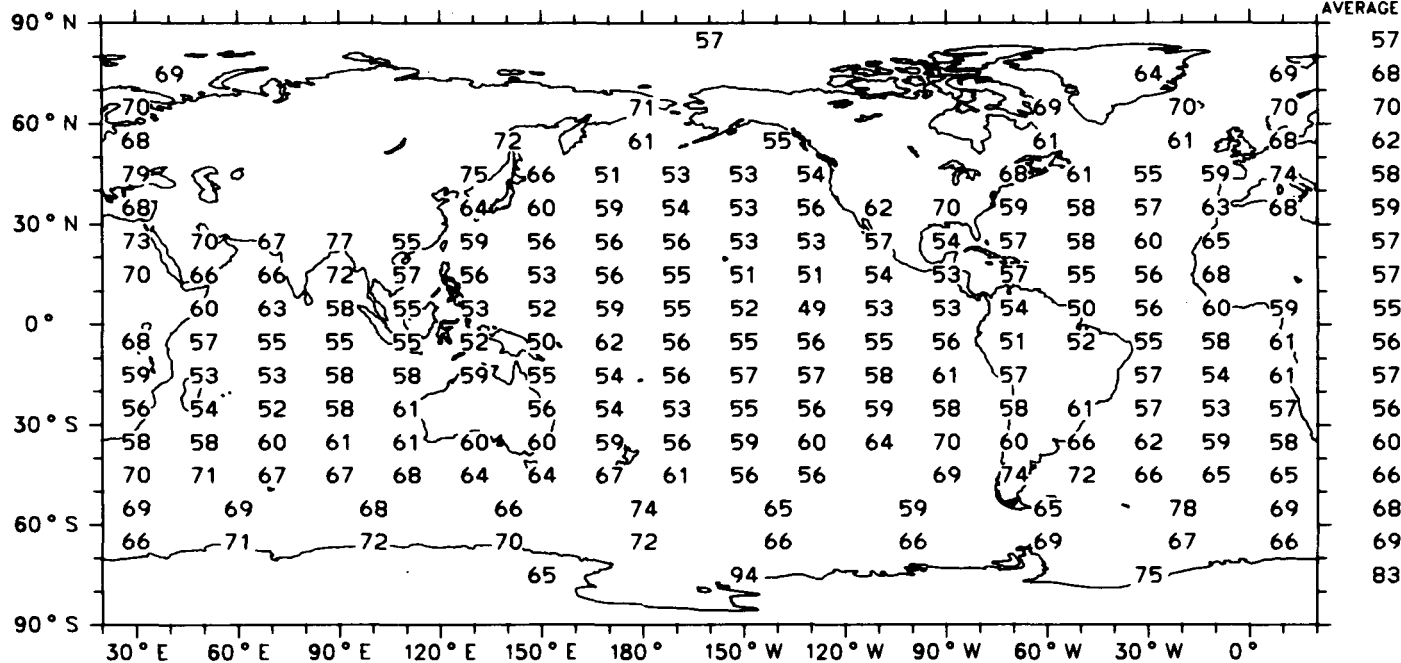 AVERAGE
90° N 57 57
69 64 69 68
70 71 69 70 70 70
60° N
68 72 61 55 61 61 68 62
79 75 66 51 53 53 54 68 61 55 59 74 58
68 64 60 59 54 53 56 62 70 59 58 57 63 68 59
30° N
73 70 67 77 55 59 56 56 56 53 53 57 54 57 58 60 65 57
70 66 66 72 57 56 53 56 55 51 51 54 53 57 55 56 68 57
60 63 58 55 53 52 59 55 52 49 53 53 54 50 56 60 59 55
0°
68 57 55 55 55 52 50 62 56 55 56 55 56 51 52 55 58 61 56
59 53 53 58 58 59 55 54 56 57 57 58 61 57 57 54 61 57
56 54 52 58 61 56 54 53 55 56 59 58 58 61 57 53 57 56
30° S
58 58 60 61 61 60 60 59 56 59 60 64 70 60 66 62 59 58 60
70 71 67 67 68 64 64 67 61 56 56 69 74 72 66 65 65 66
69 69 68 66 74 65 59 65 78 69 68
60° S
66 71 72 70 72 66 66 69 67 66 69
65 94 75 83
90° S
30° E 60° E 90° E 120° E 150° E 180° 150° W 120° W 90° W 60° W 30° W 0°